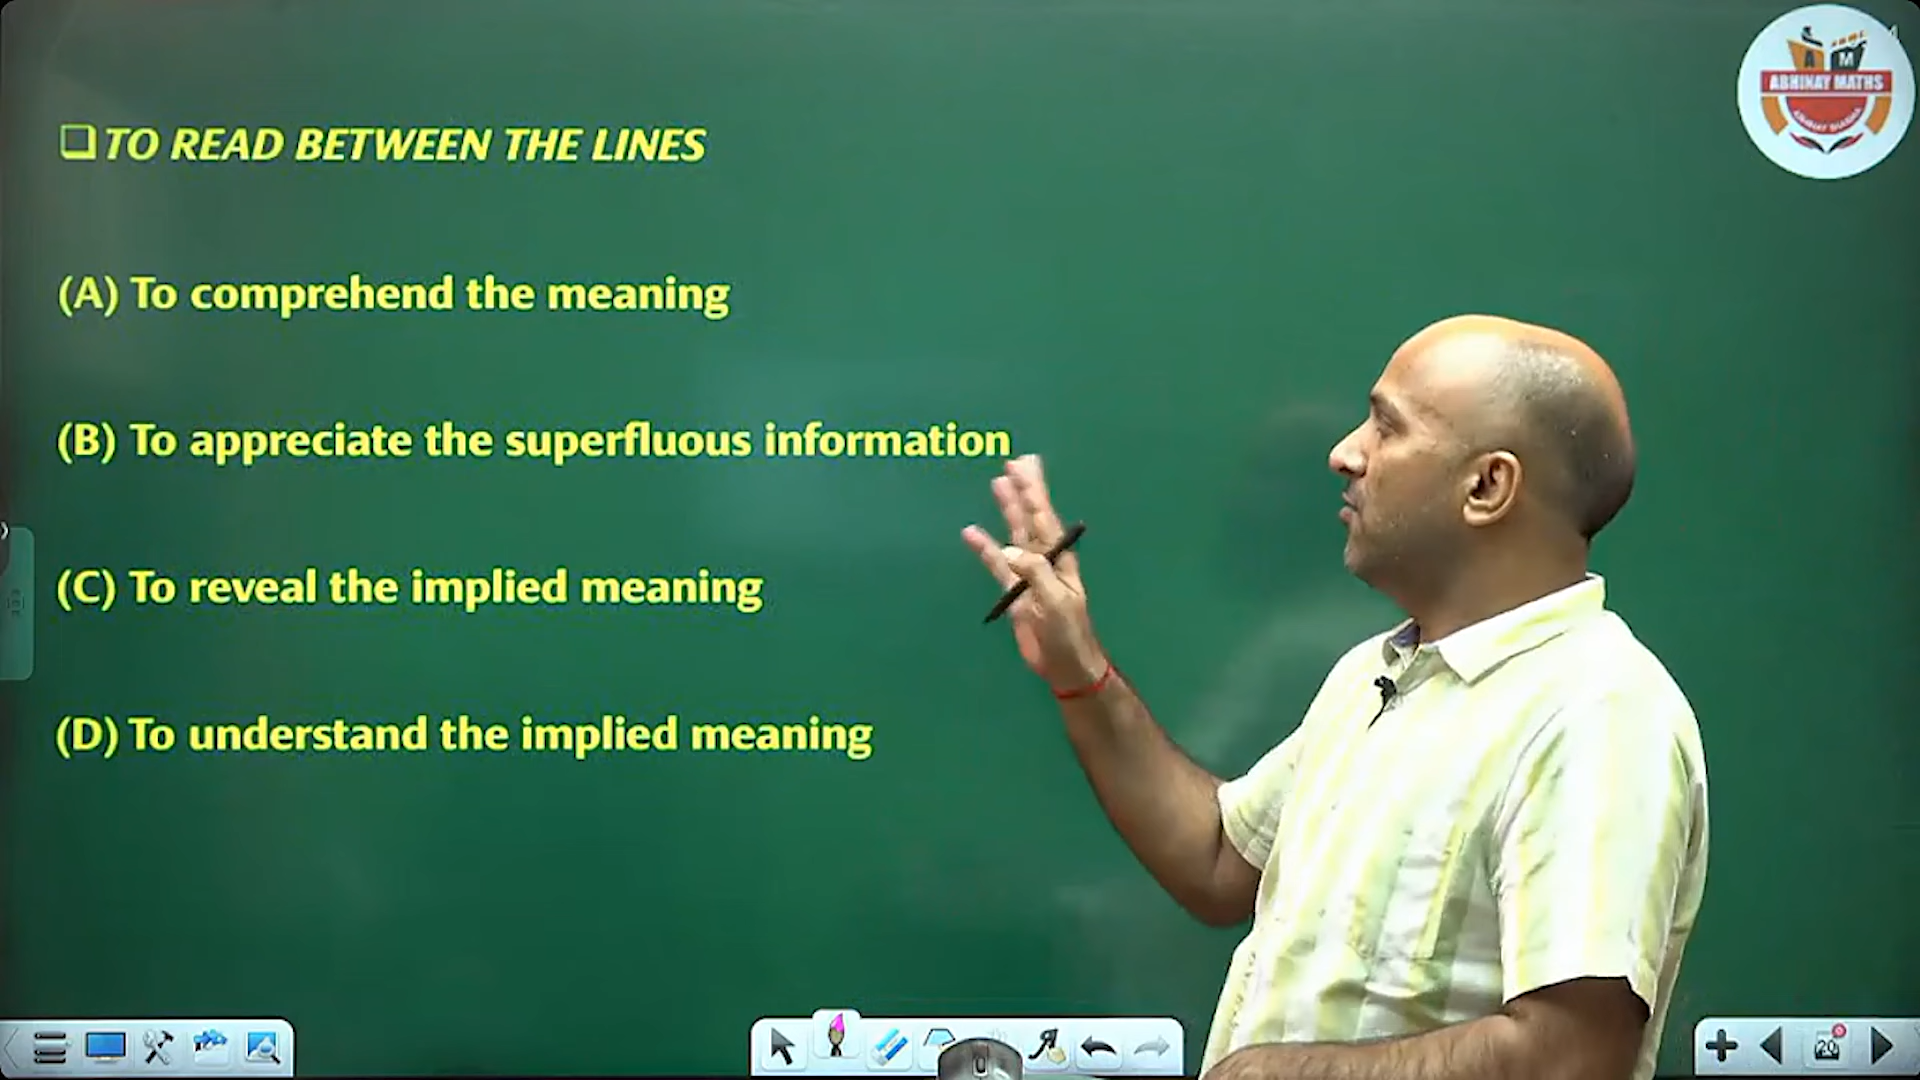 TO READ BETWEEN THE LINES
(A) To comprehend the meaning
(B) To appreciate the superfluous information
(C) To reveal the implied meaning
(D) To understand the implied meaning
A M
ABHINAY MATHS
20